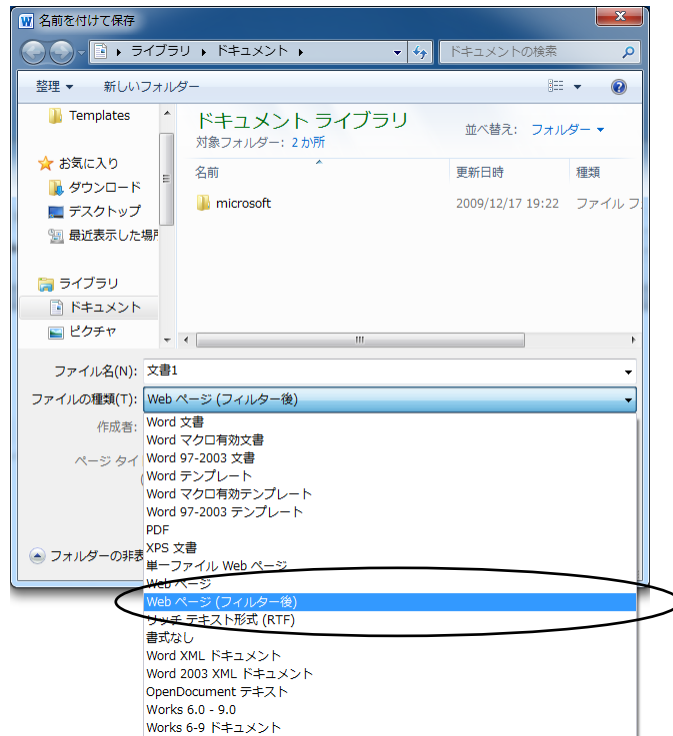 名前を付けて保存
ライブラリ ドキュメント
ドキュメントの検索
整理 新しいフォルダー
Templates
お気に入り
ダウンロード
デスクトップ
最近表示した場所
ライブラリ
ドキュメント
ピクチャ
ドキュメント ライブラリ
対象フォルダー: 2 か所
並べ替え: フォルダー
名前 更新日時 種類
microsoft 2009/12/17 19:22 ファイル フ
ファイル名(N): 文書1
ファイルの種類(T): Web ページ (フィルター後)
作成者:
ページ タイ
フォルダーの非表
Word 文書
Word マクロ有効文書
Word 97-2003 文書
Word テンプレート
Word マクロ有効テンプレート
Word 97-2003 テンプレート
PDF
XPS 文書
単一ファイル Web ページ
Web ページ
Web ページ (フィルター後)
リッチ テキスト形式 (RTF)
書式なし
Word XML ドキュメント
Word 2003 XML ドキュメント
OpenDocument テキスト
Works 6.0 - 9.0
Works 6-9 ドキュメント